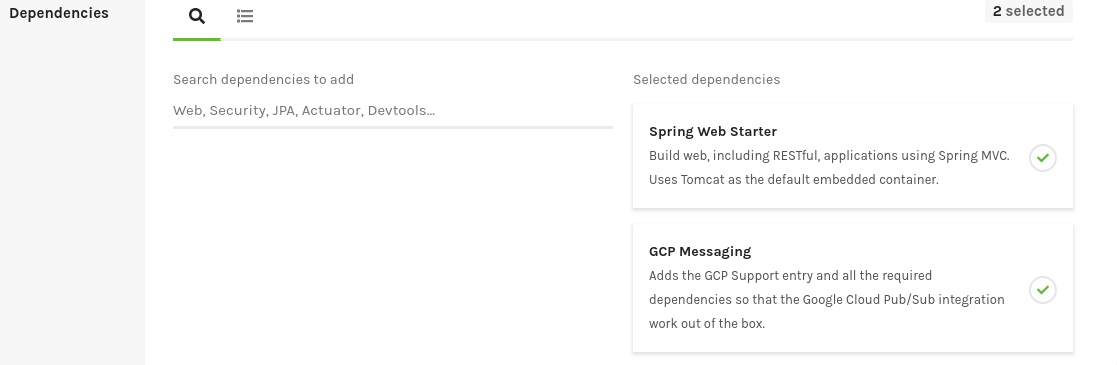 Dependencies
2 selected
Search dependencies to add
Web, Security, JPA, Actuator, Devtools...
Selected dependencies
Spring Web Starter
Build web, including RESTful, applications using Spring MVC.
Uses Tomcat as the default embedded container.
GCP Messaging
Adds the GCP Support entry and all the required
dependencies so that the Google Cloud Pub/Sub integration
work out of the box.